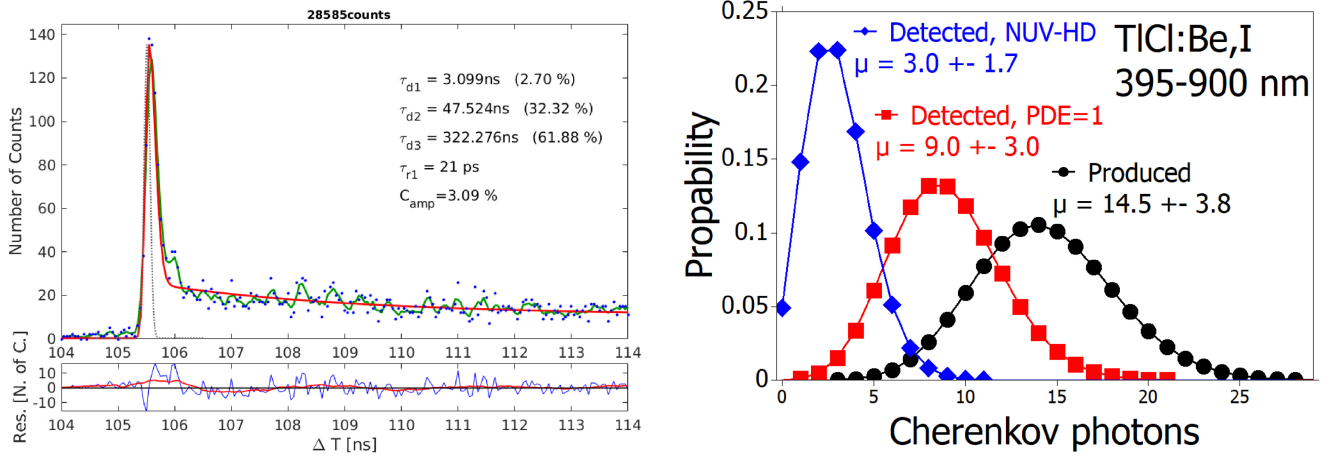 28585counts
Number of Counts
140
120
100
80
60
40
20
0
τd1 = 3.099ns (2.70 %)
τd2 = 47.524ns (32.32 %)
τd3 = 322.276ns (61.88 %)
τr1 = 21 ps
Camp=3.09 %
104 105 106 107 108 109 110 111 112 113 114
Res. [N. of C.]
10
0
-10
104 105 106 107 108 109 110 111 112 113 114
Δ T [ns]
Propability
0.25
0.2
0.15
0.1
0.05
0
Detected, NUV-HD
μ = 3.0 +- 1.7
TlCl:Be,I
395-900 nm
Detected, PDE=1
μ = 9.0 +- 3.0
Produced
μ = 14.5 +- 3.8
0 5 10 15 20 25
Cherenkov photons